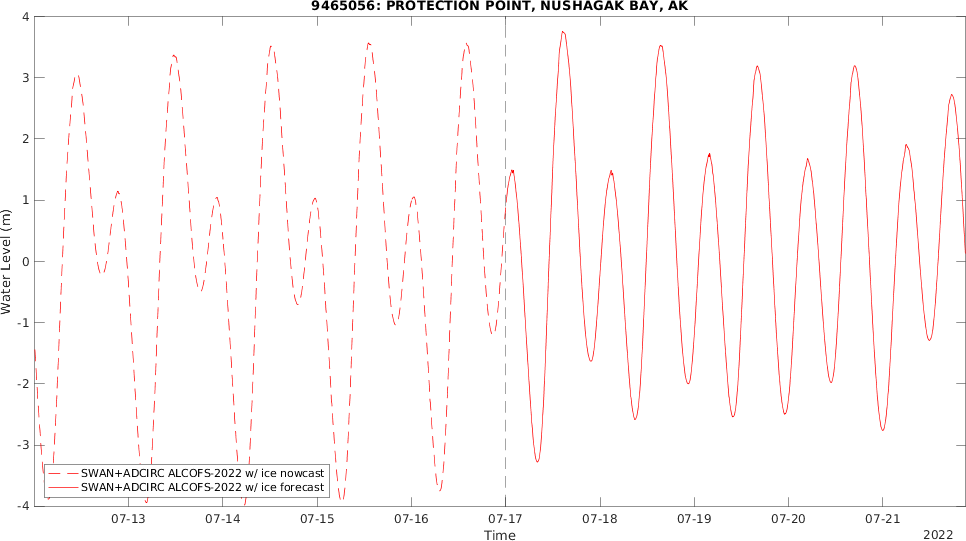 9465056: PROTECTION POINT, NUSHAGAK BAY, AK
Water Level (m)
4
3
2
1
0
-1
-2
-3
-4
SWAN+ADCIRC ALCOFS-2022 w/ ice nowcast
SWAN+ADCIRC ALCOFS-2022 w/ ice forecast
07-13 07-14 07-15 07-16 07-17 07-18 07-19 07-20 07-21
Time
2022